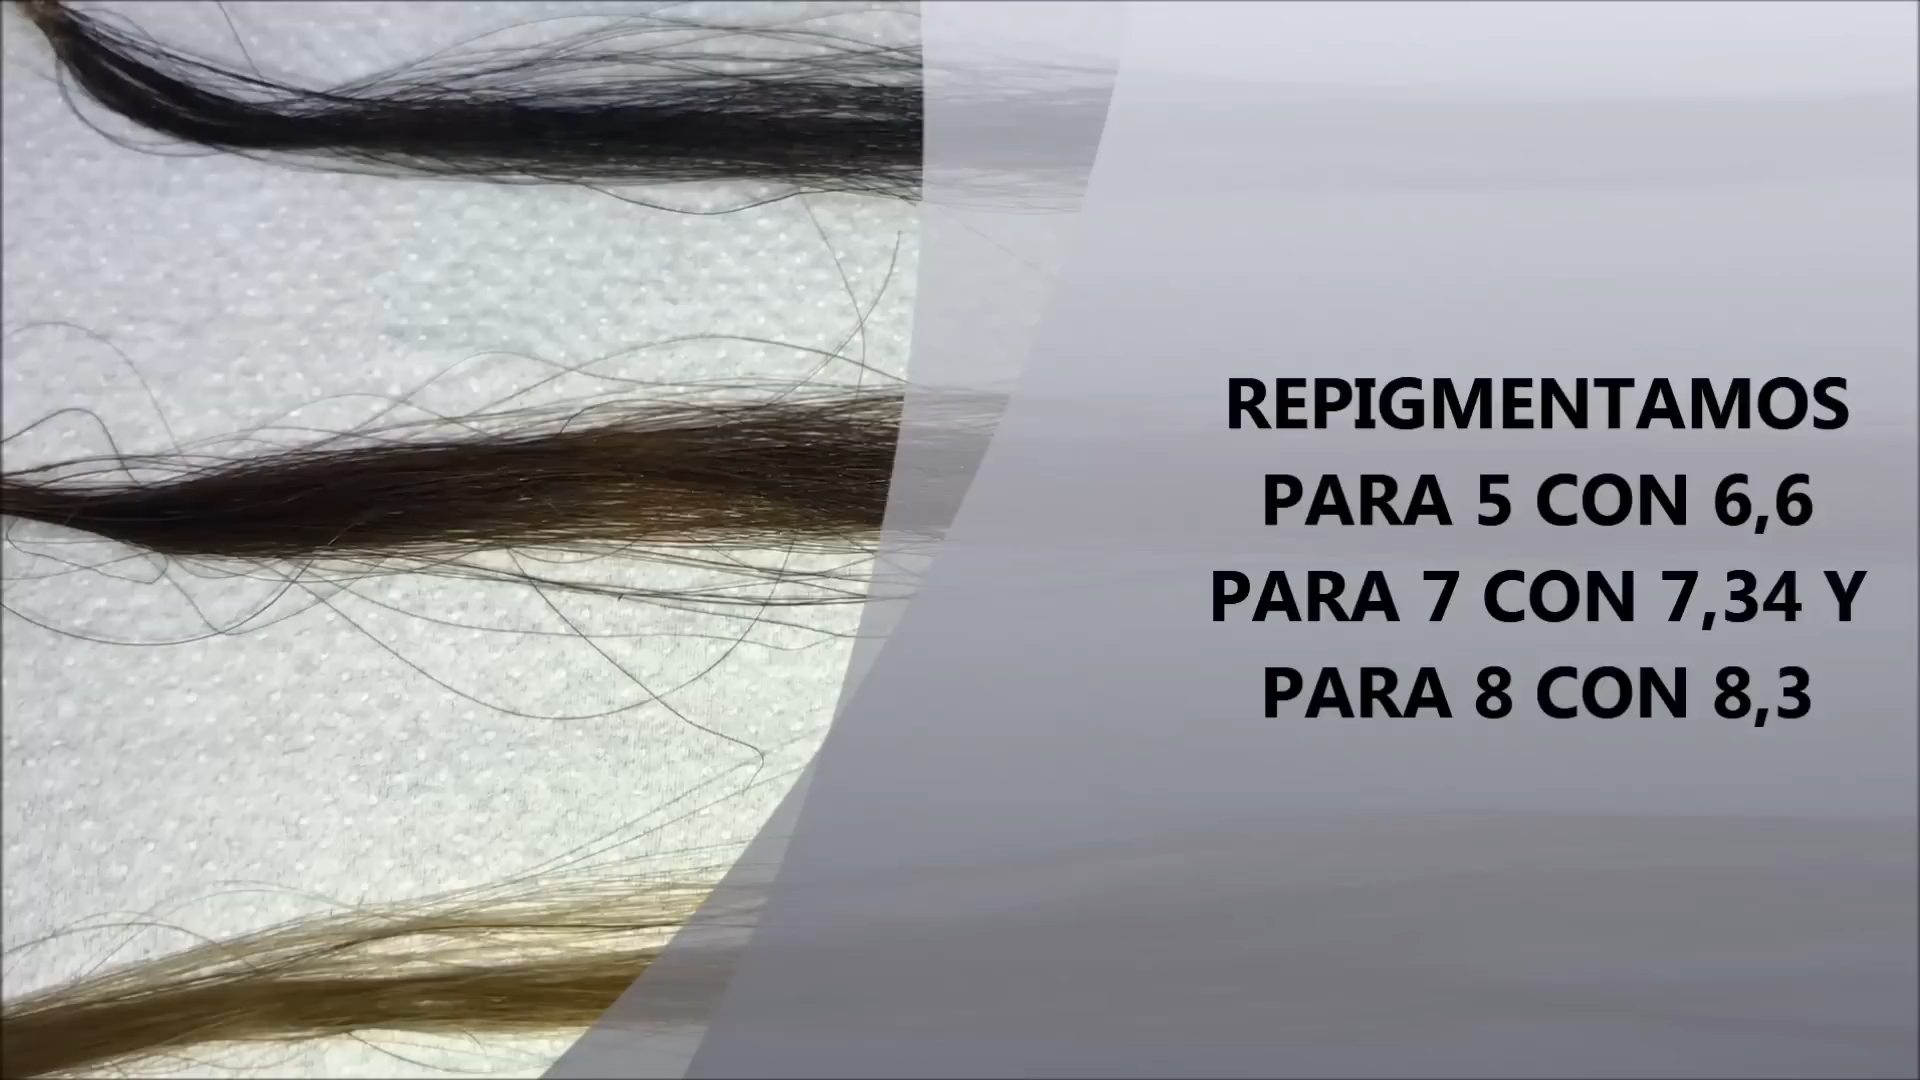 REPIGMENTAMOS
PARA 5 CON 6,6
PARA 7 CON 7,34 Y
PARA 8 CON 8,3